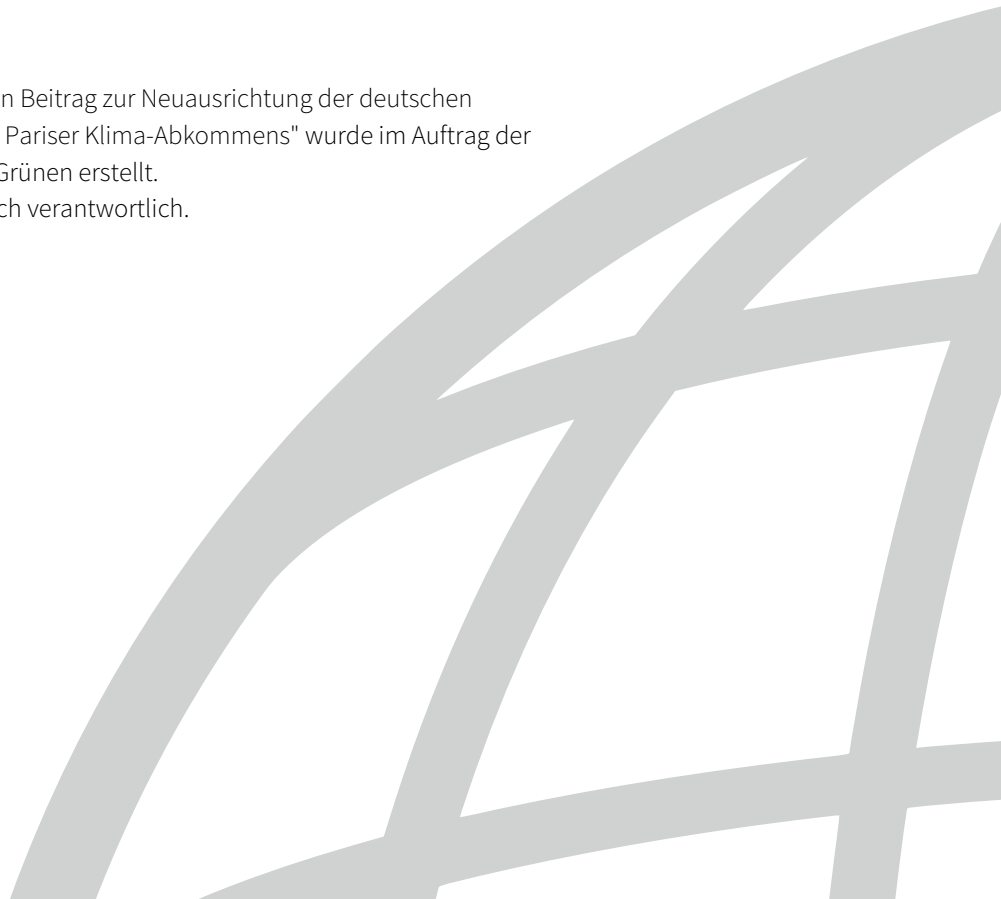 n Beitrag zur Neuausrichtung der deutschen
Pariser Klima-Abkommens" wurde im Auftrag der
Grünen erstellt.
ch verantwortlich.